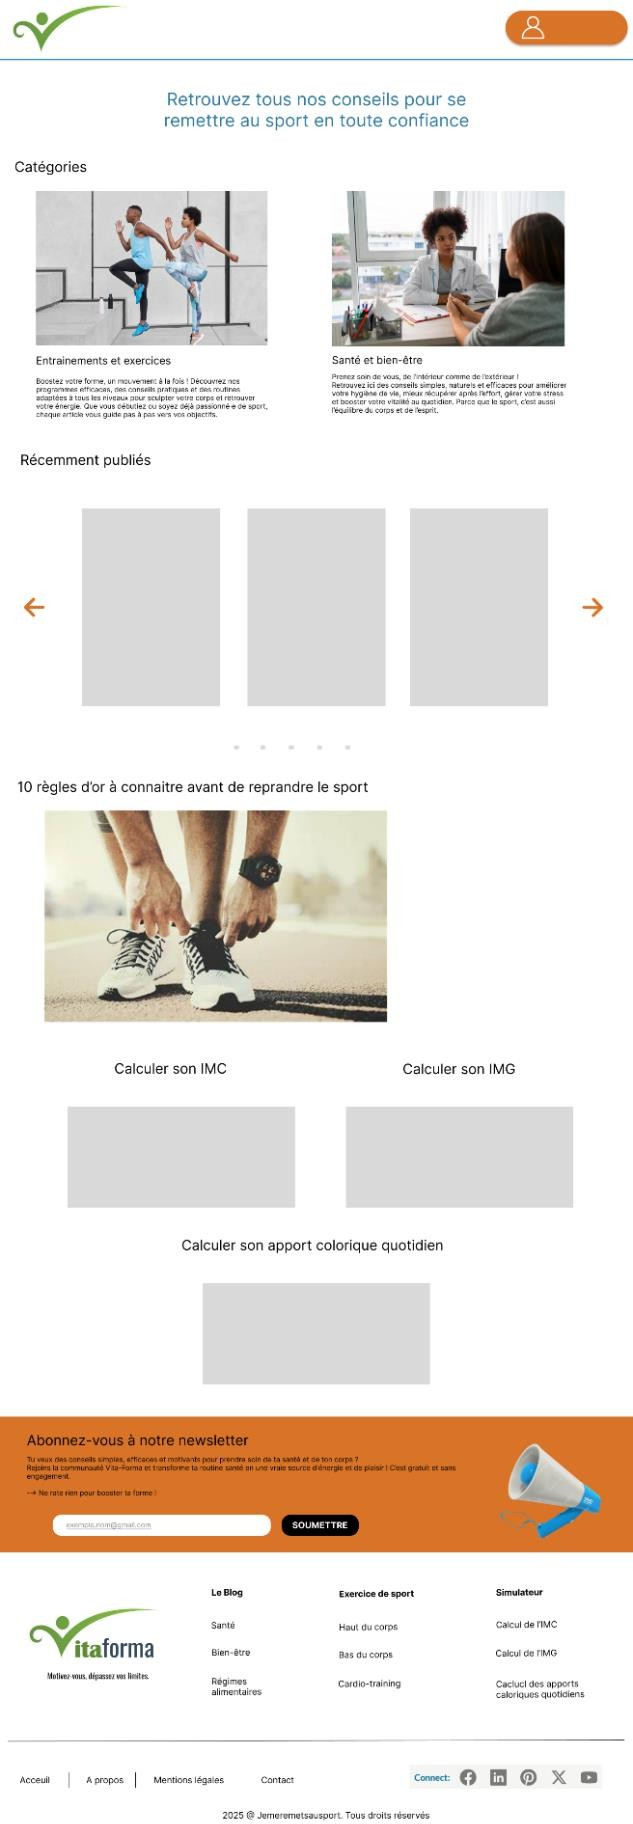 Retrouvez tous nos conseils pour se
remettre au sport en toute confiance
Catégories
Entrainements et exercices
Boostez votre forme, un mouvement à la fois ! Découvrez nos
programmes efficaces, des conseils pratiques et des routines
adaptées à tous les niveaux pour sculpter votre corps et retrouver
votre énergie. Que vous débutiez ou soyez déjà passionné·e de sport,
chaque article vous guide pas à pas vers vos objectifs.
Santé et bien-être
Prenez soin de vous, de l'intérieur comme de l'extérieur !
Retrouvez ici des conseils simples, naturels et efficaces pour améliorer
votre hygiène de vie, mieux récupérer après l'effort, gérer votre stress
et booster votre vitalité au quotidien. Parce que le sport, c'est aussi
l'équilibre du corps et de l'esprit.
Récemment publiés
10 règles d'or à connaitre avant de reprandre le sport
Calculer son IMC
Calculer son IMG
Calculer son apport colorique quotidien
Abonnez-vous à notre newsletter
Tu veux des conseils simples, efficaces et motivants pour prendre soin de ta santé et de ton corps ?
Rejoins la communauté Vita-Forma et transforme ta routine santé en une vraie source d'énergie et de plaisir ! C'est gratuit et sans
engagement.
--> Ne rate rien pour booster ta forme !
exemple.nom@gmail.com
SOUMETTRE
Vitaforma
Motivez-vous, dépassez vos limites.
Le Blog
Santé
Bien-être
Régimes
alimentaires
Exercice de sport
Haut du corps
Bas du corps
Cardio-training
Simulateur
Calcul de l'IMC
Calcul de l'IMG
Caclucl des apports
caloriques quotidiens
Acceuil
A propos
Mentions légales
Contact
Connect:
2025 @ Jemeremetsausport. Tous droits réservés